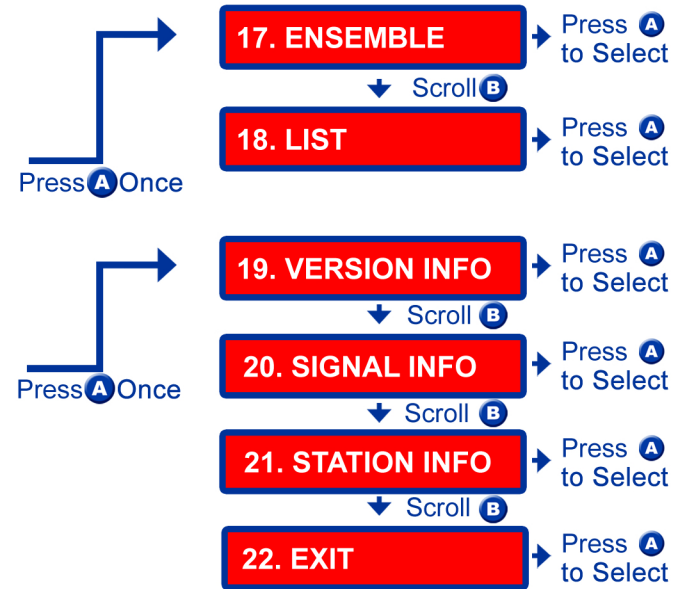 17. ENSEMBLE
Press A
to Select
Scroll B
18. LIST
Press A
to Select
Press A Once
19. VERSION INFO
Press A
to Select
Scroll B
20. SIGNAL INFO
Press A
to Select
Press A Once
Scroll B
21. STATION INFO
Press A
to Select
Scroll B
22. EXIT
Press A
to Select